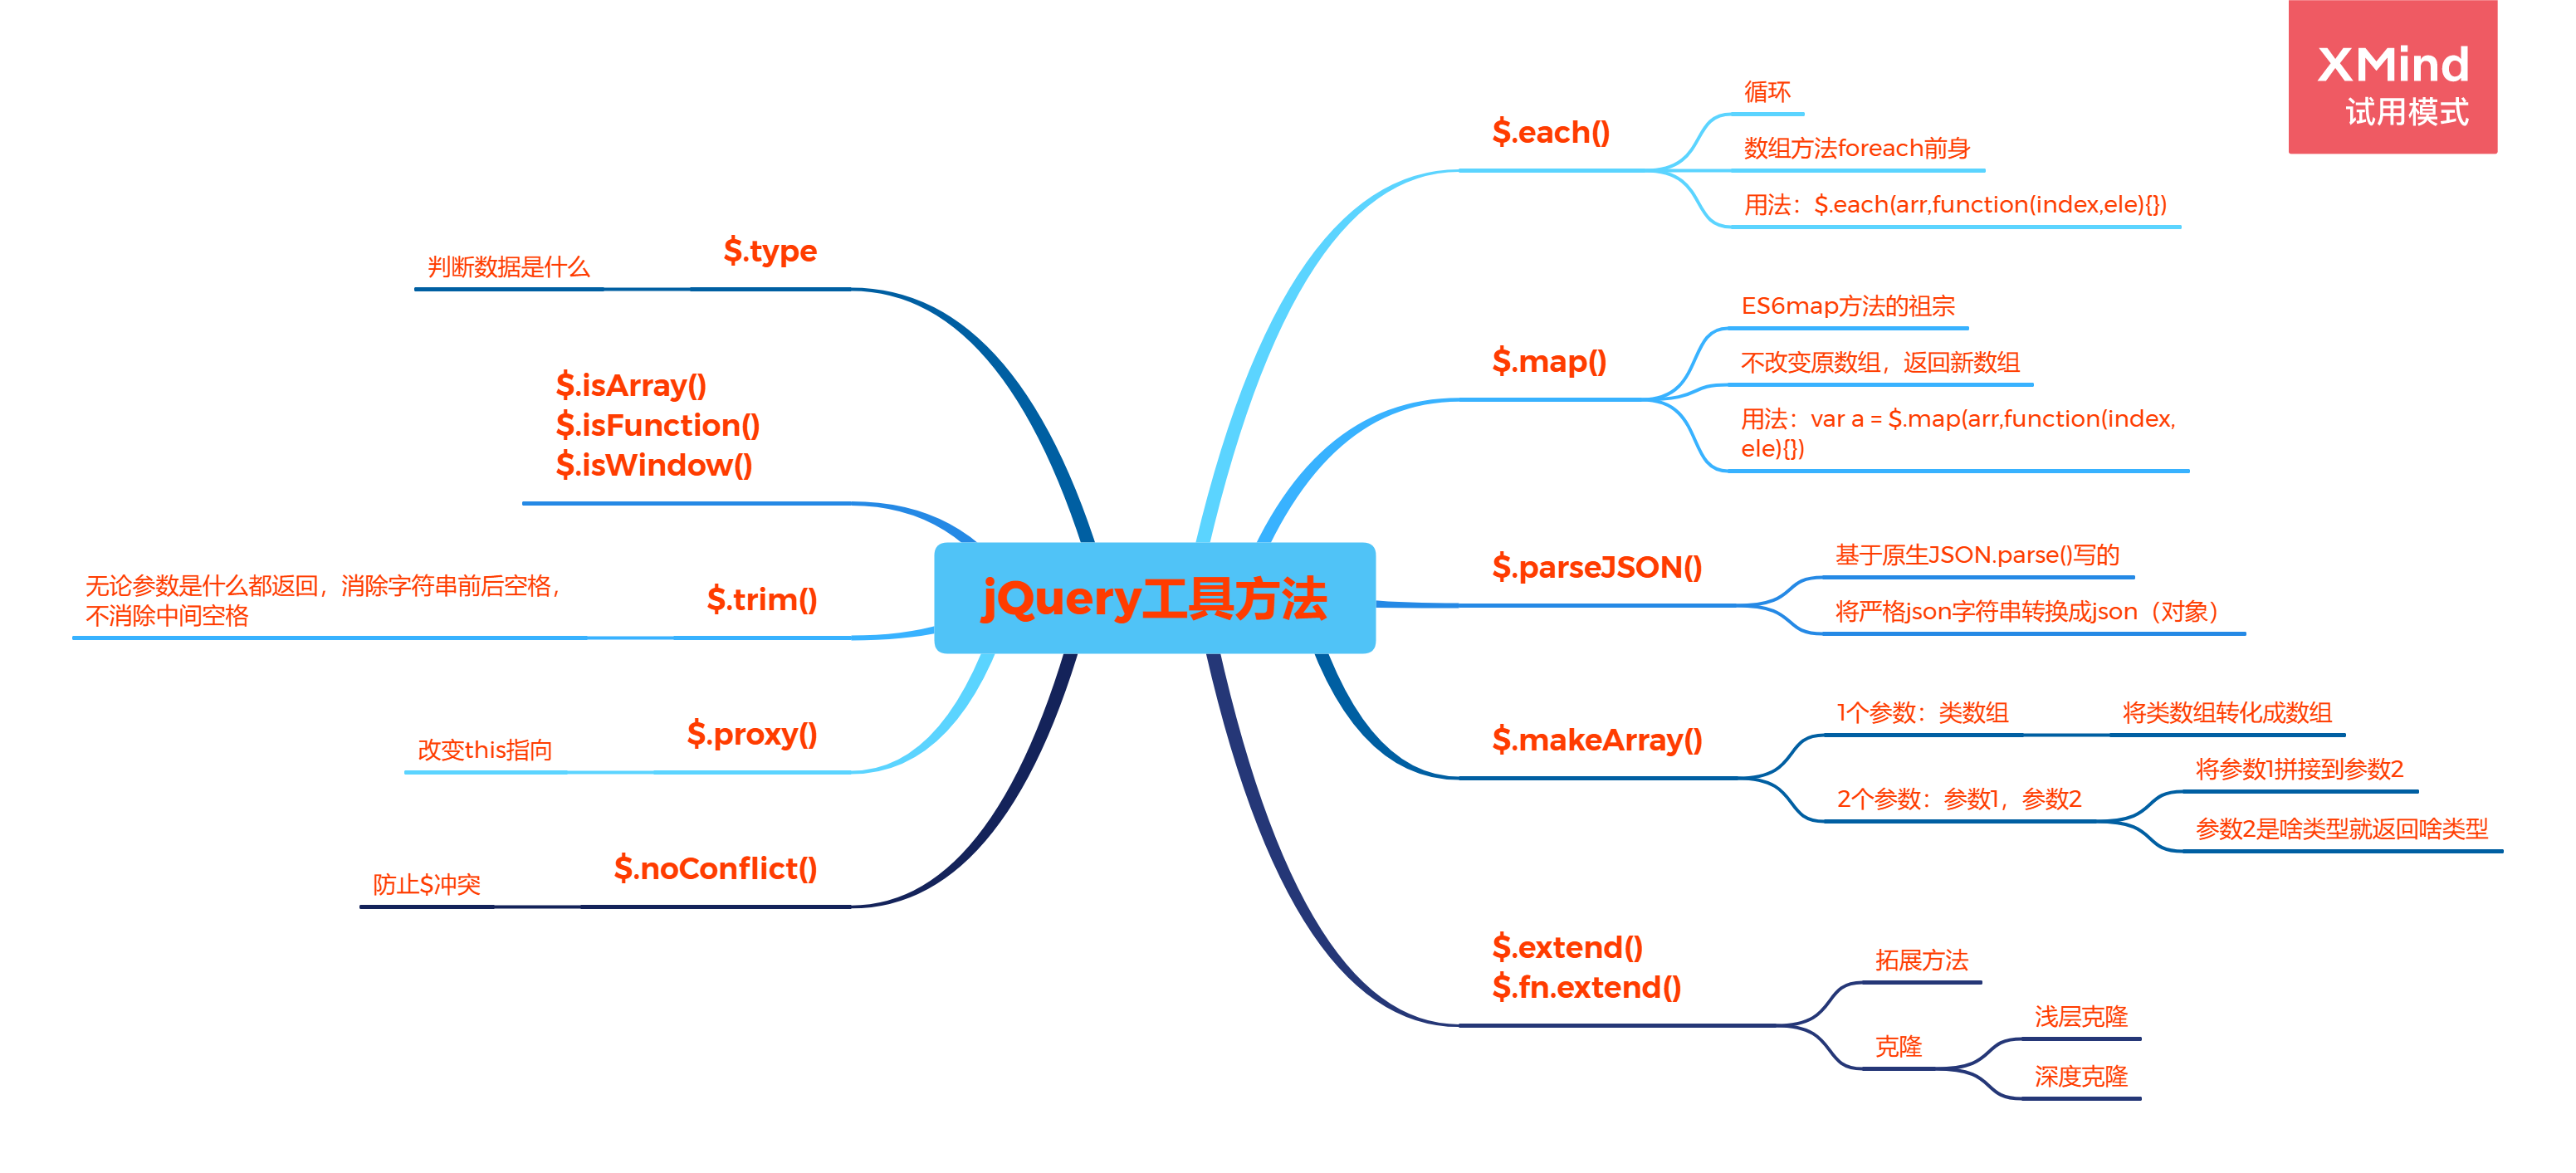 XMind
试用模式
jQuery工具方法
$.each()
循环
数组方法foreach前身
用法：$.each(arr,function(index,ele){})
$.map()
ES6map方法的祖宗
不改变原数组，返回新数组
用法：var a = $.map(arr,function(index,
ele){})
$.parseJSON()
基于原生JSON.parse()写的
将严格json字符串转换成json（对象）
$.makeArray()
1个参数：类数组
将类数组转化成数组
2个参数：参数1，参数2
将参数1拼接到参数2
参数2是啥类型就返回啥类型
$.extend()
$.fn.extend()
拓展方法
克隆
浅层克隆
深度克隆
$.type
判断数据是什么
$.isArray()
$.isFunction()
$.isWindow()
$.trim()
无论参数是什么都返回，消除字符串前后空格，
不消除中间空格
$.proxy()
改变this指向
$.noConflict()
防止$冲突